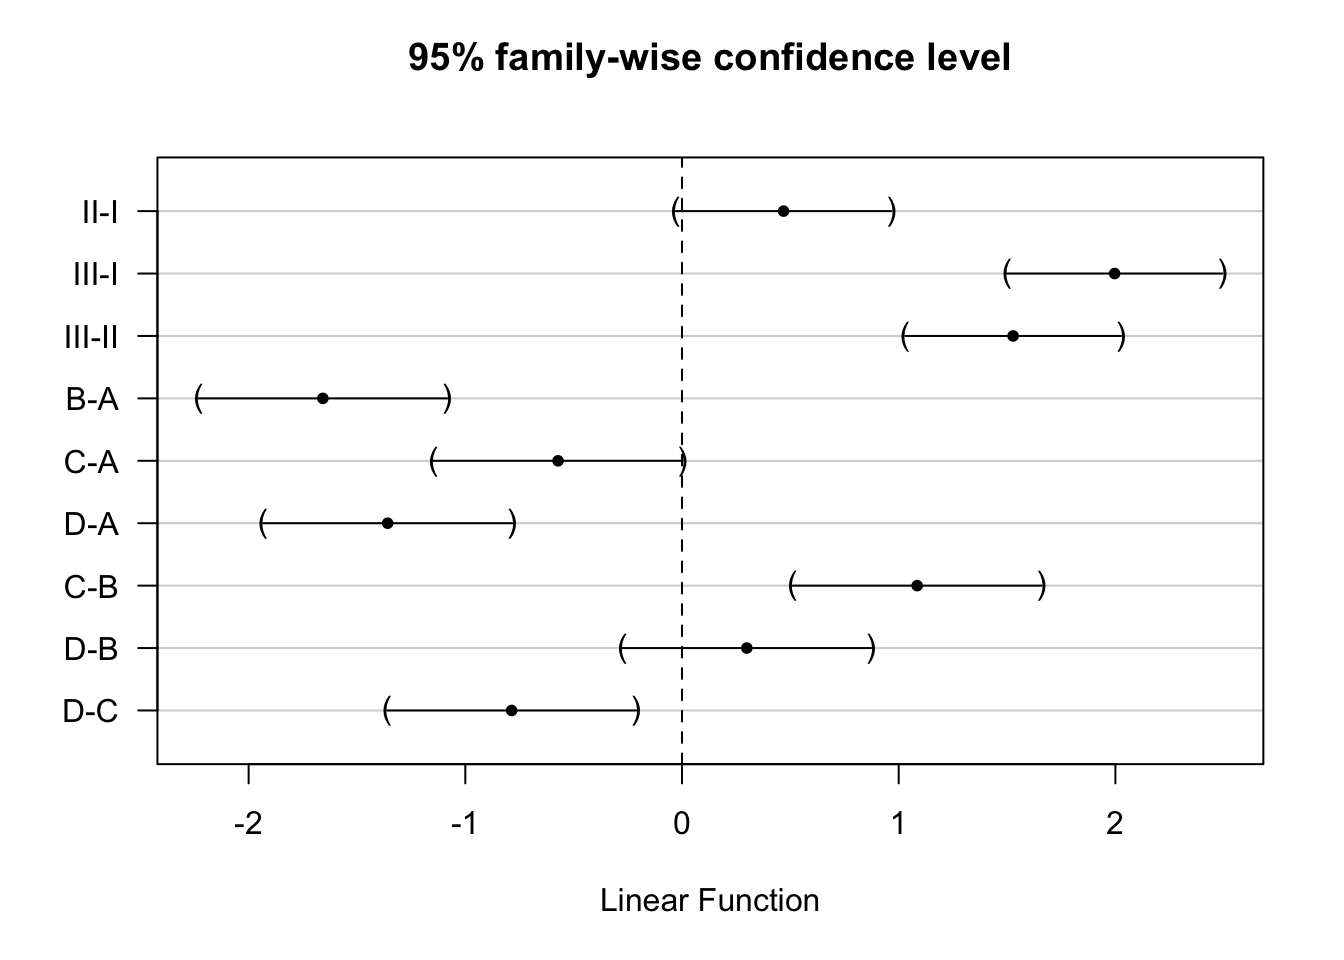 95% family-wise confidence level
II-I
III-I
III-II
B-A
C-A
D-A
C-B
D-B
D-C
-2 -1 0 1 2
Linear Function